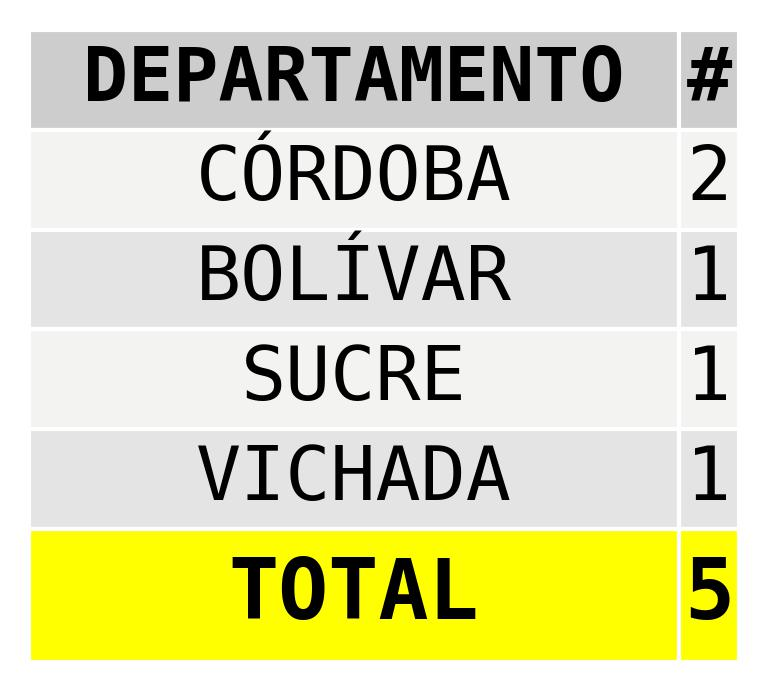 DEPARTAMENTO #
CÓRDOBA 2
BOLÍVAR 1
SUCRE 1
VICHADA 1
TOTAL 5